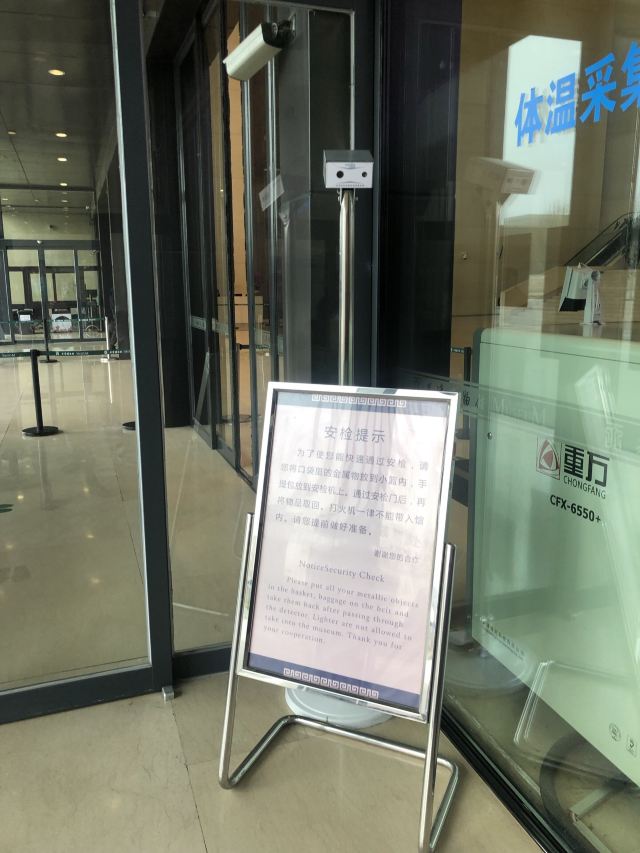 体温采集
安检提示
为了使您能快速通过安检，请
您将口袋里的金属物放到小筐内，手
提包放到安检机上。通过安检门后，再
将物品取回。打火机一律不能带入馆
内。请您提前做好准备。
谢谢您的合作
NoticeSecurity Check
Please put all your metallic objects
in the basket, baggage on the belt and
take them back after passing through
the detector. Lighter are not allowed to
take into the museum. Thank you for
your cooperation.
重万
CHONGFANG
CFX-6550+